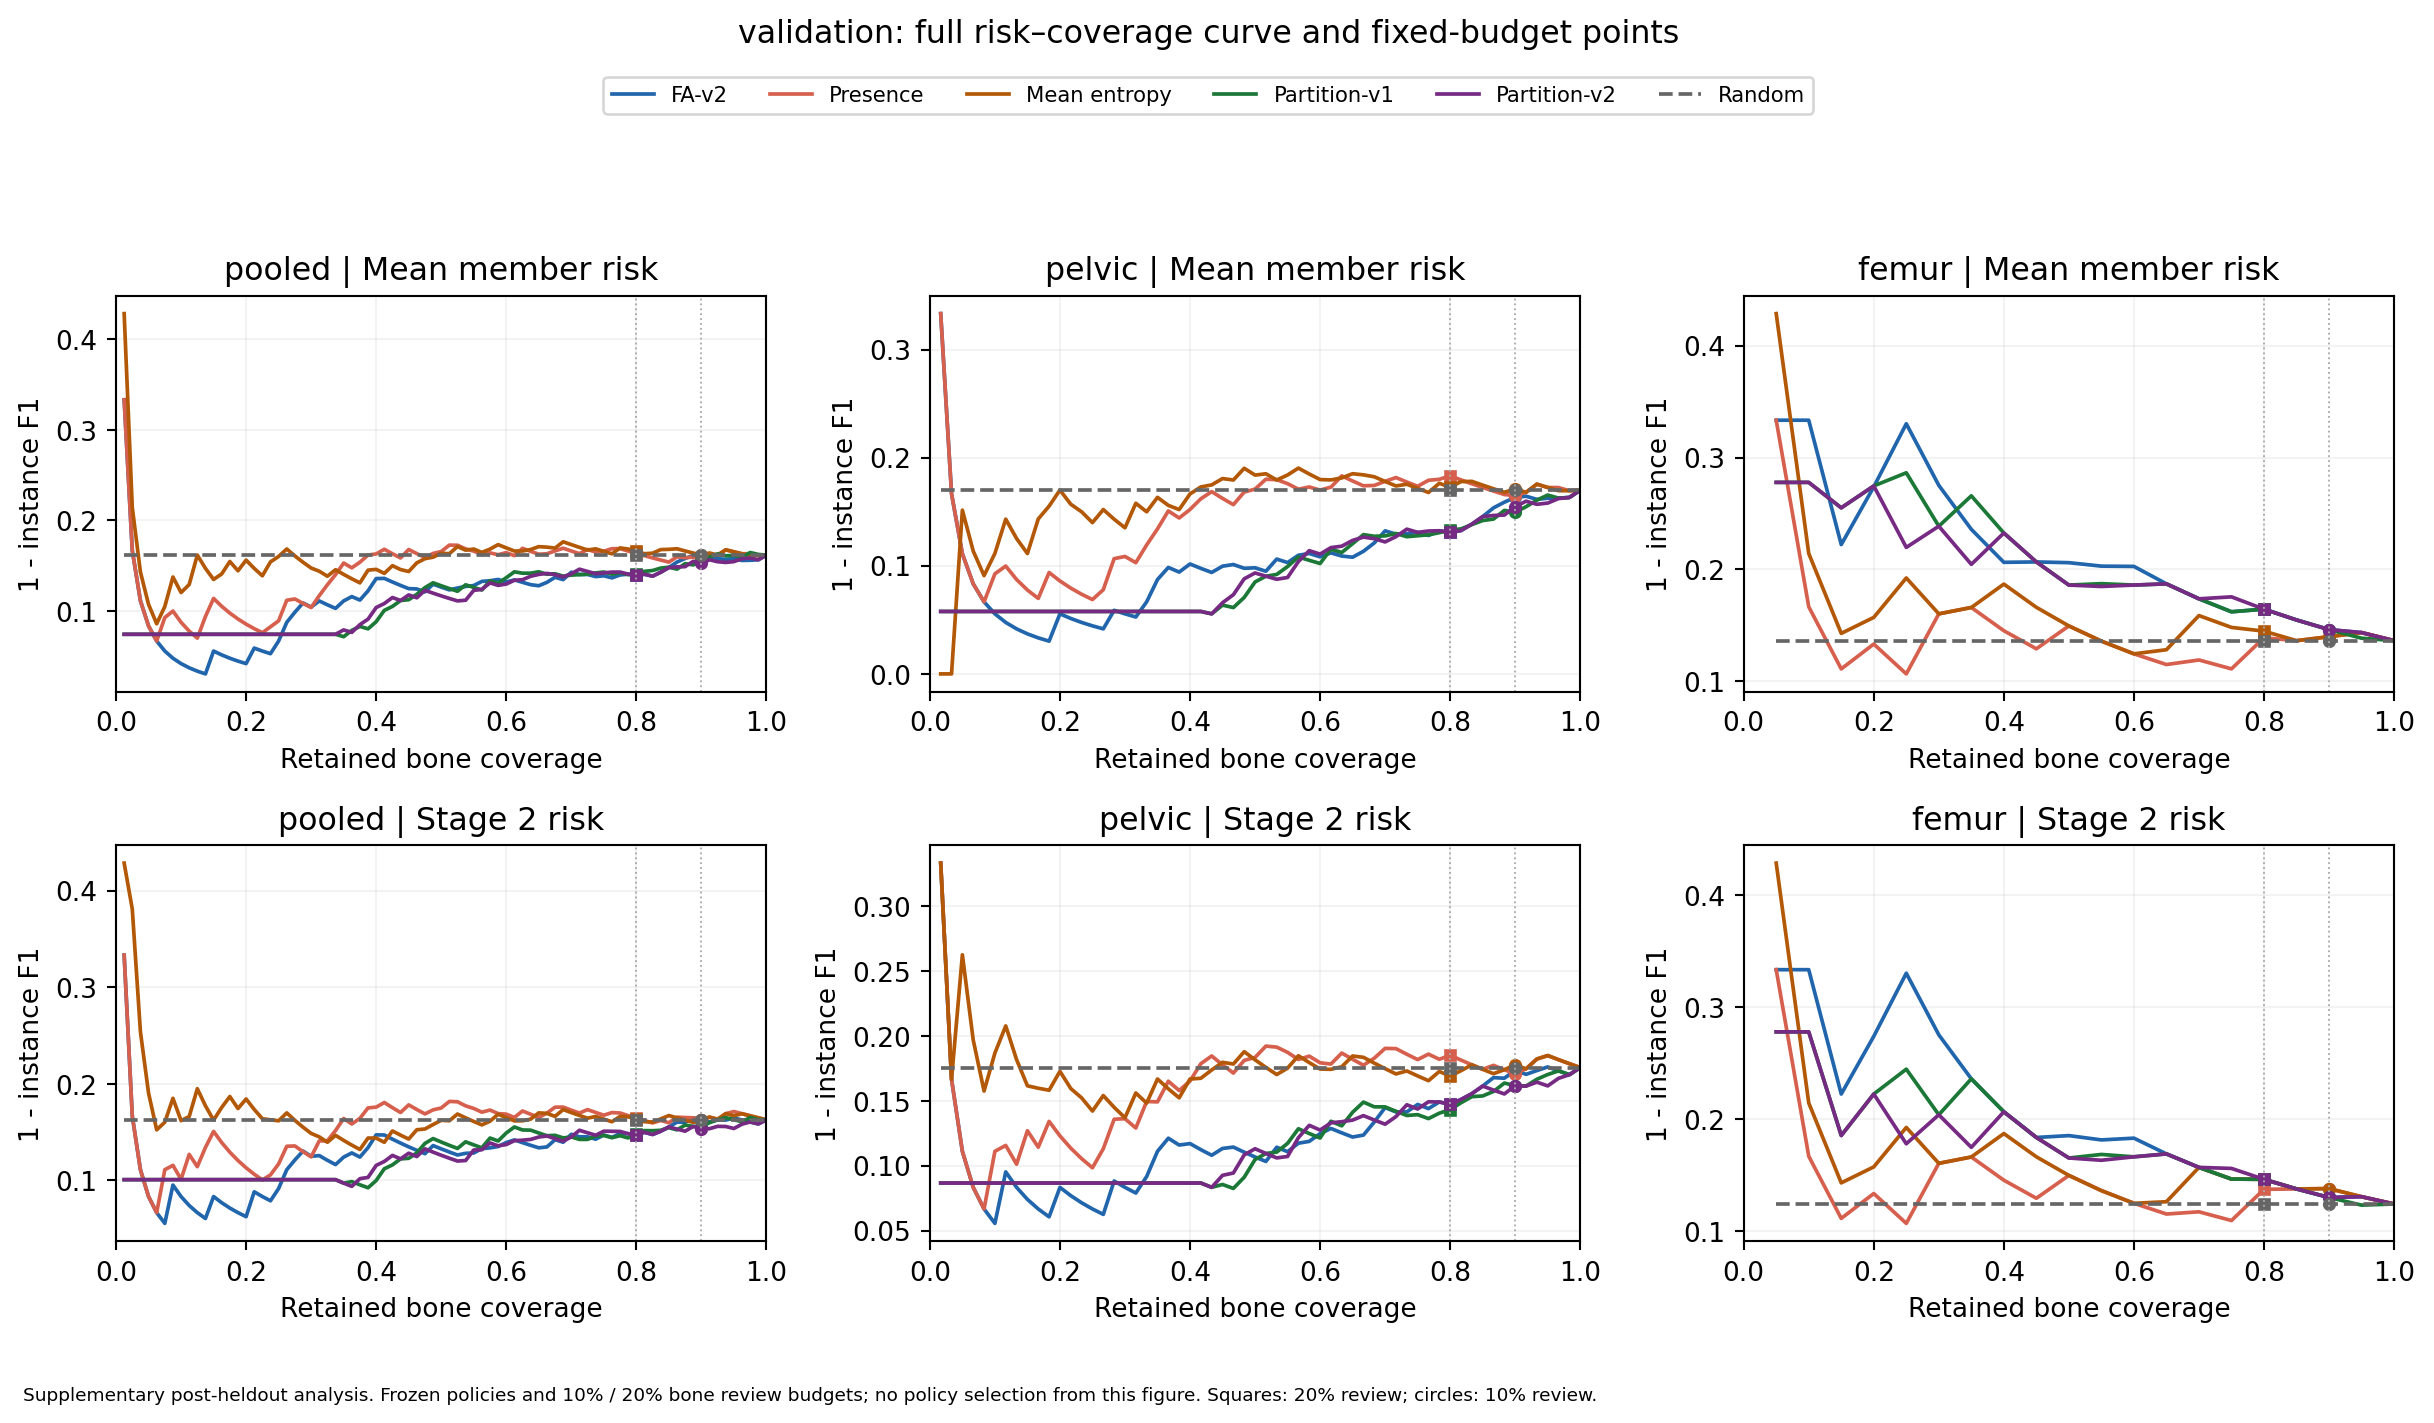 validation: full risk–coverage curve and fixed-budget points
FA-v2 Presence Mean entropy Partition-v1 Partition-v2 Random
pooled | Mean member risk
1 - instance F1
0.4
0.3
0.2
0.1
0.0 0.2 0.4 0.6 0.8 1.0
Retained bone coverage
pelvic | Mean member risk
1 - instance F1
0.3
0.2
0.1
0.0
0.0 0.2 0.4 0.6 0.8 1.0
Retained bone coverage
femur | Mean member risk
1 - instance F1
0.4
0.3
0.2
0.1
0.0 0.2 0.4 0.6 0.8 1.0
Retained bone coverage
pooled | Stage 2 risk
1 - instance F1
0.4
0.3
0.2
0.1
0.0 0.2 0.4 0.6 0.8 1.0
Retained bone coverage
pelvic | Stage 2 risk
1 - instance F1
0.30
0.25
0.20
0.15
0.10
0.05
0.0 0.2 0.4 0.6 0.8 1.0
Retained bone coverage
femur | Stage 2 risk
1 - instance F1
0.4
0.3
0.2
0.1
0.0 0.2 0.4 0.6 0.8 1.0
Retained bone coverage
Supplementary post-heldout analysis. Frozen policies and 10% / 20% bone review budgets; no policy selection from this figure. Squares: 20% review; circles: 10% review.